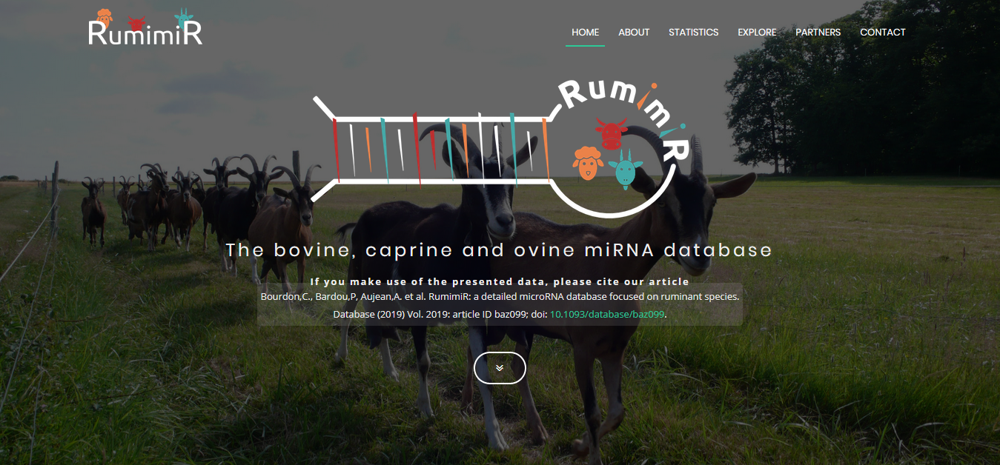 RumimiR
HOME ABOUT STATISTICS EXPLORE PARTNERS CONTACT
RumimiR
The bovine, caprine and ovine miRNA database
If you make use of the presented data, please cite our article
Bourdon,C., Bardou,P, Aujean,A. et al. RumimiR: a detailed microRNA database focused on ruminant species.
Database (2019) Vol. 2019: article ID baz099; doi: 10.1093/database/baz099.